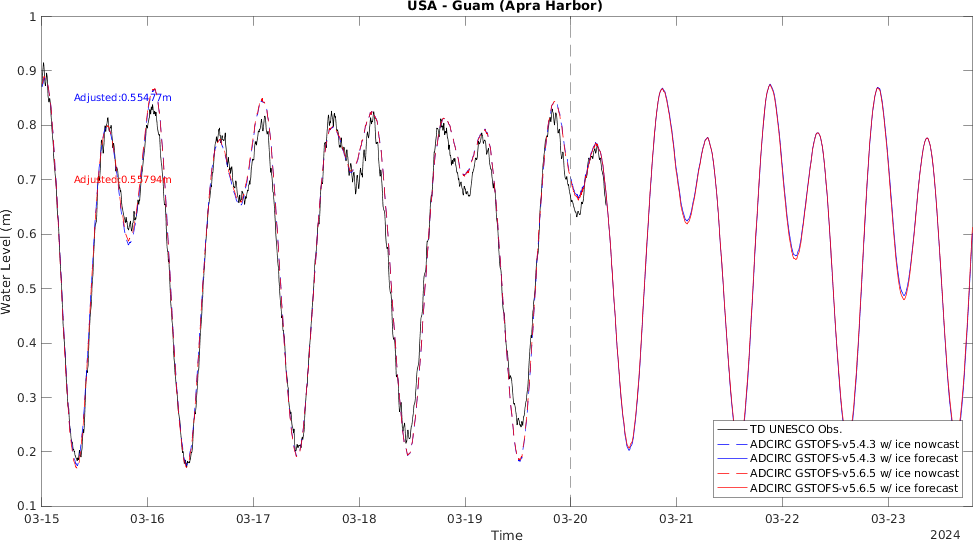 USA - Guam (Apra Harbor)
1
0.9
0.8
0.7
0.6
0.5
0.4
0.3
0.2
0.1
Water Level (m)
Adjusted:0.55477m
Adjusted:0.55794m
TD UNESCO Obs.
ADCIRC GSTOFS-v5.4.3 w/ ice nowcast
ADCIRC GSTOFS-v5.4.3 w/ ice forecast
ADCIRC GSTOFS-v5.6.5 w/ ice nowcast
ADCIRC GSTOFS-v5.6.5 w/ ice forecast
03-15 03-16 03-17 03-18 03-19 03-20 03-21 03-22 03-23
Time
2024